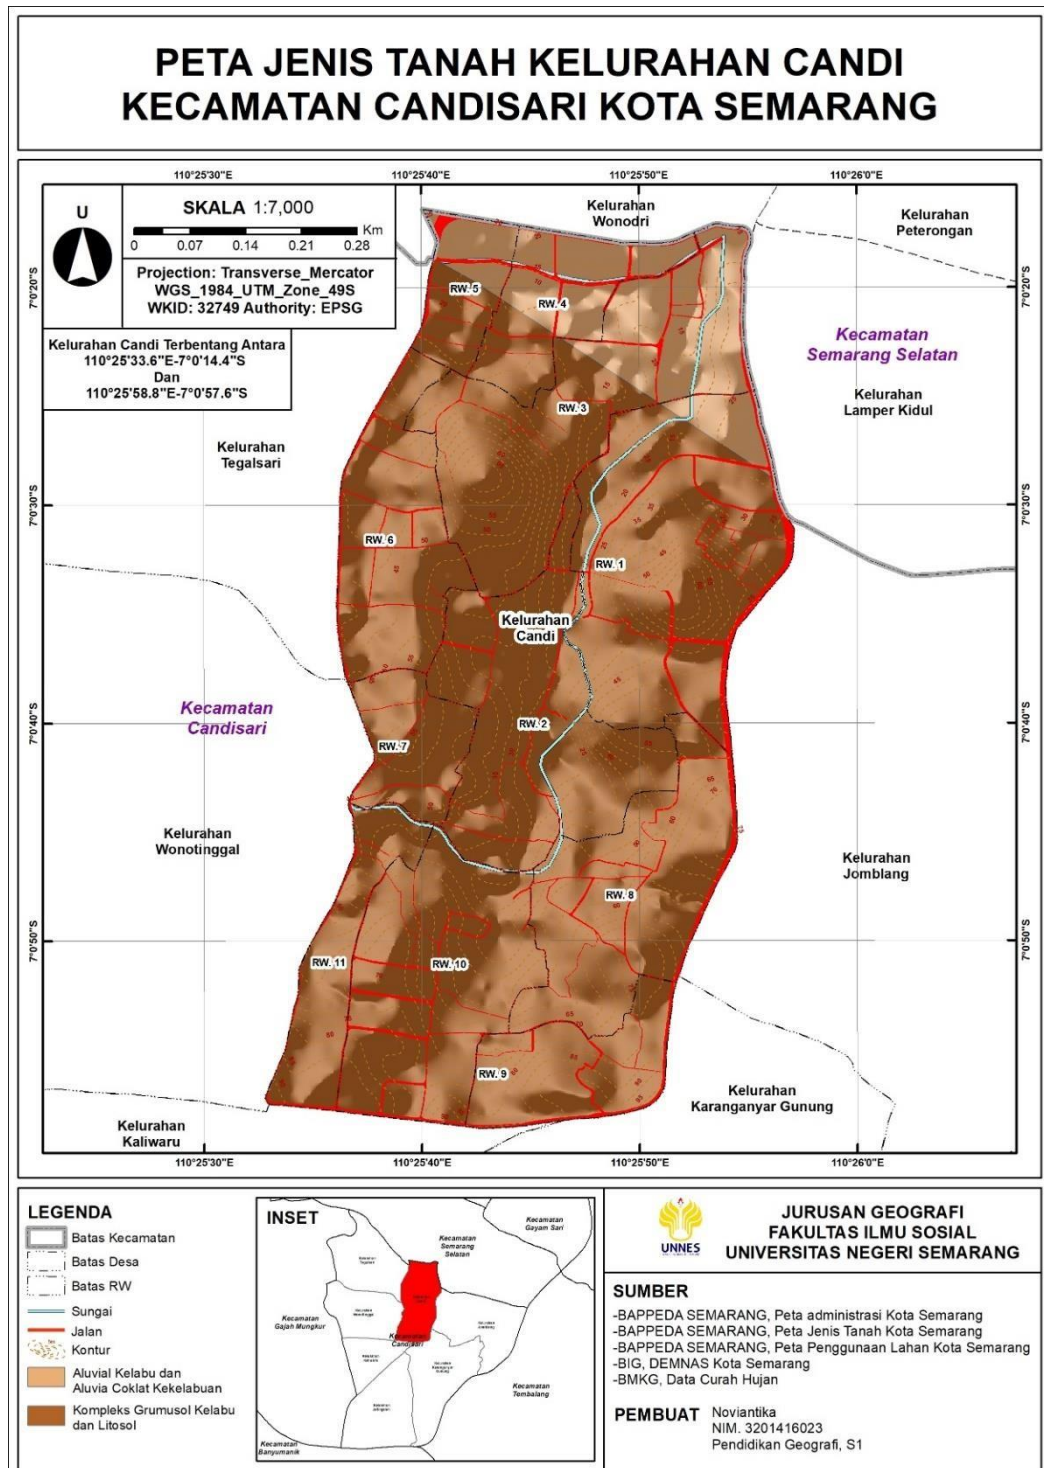 PETA JENIS TANAH KELURAHAN CANDI
KECAMATAN CANDISARI KOTA SEMARANG
110°25'30"E
110°25'40"E
110°25'50"E
110°26'0"E
U
SKALA 1:7,000
Km
0 0.07 0.14 0.21 0.28
Projection: Transverse_Mercator
WGS_1984_UTM_Zone_49S
WKID: 32749 Authority: EPSG
Kelurahan Candi Terbentang Antara
110°25'33.6"E-7°0'14.4"S
Dan
110°25'58.8"E-7°0'57.6"S
Kelurahan
Wonodri
Kelurahan
Peterongan
7°0'20"S
7°0'20"S
RW. 5
RW. 4
Kecamatan
Semarang Selatan
Kelurahan
Lamper Kidul
RW. 3
Kelurahan
Tegalsari
7°0'30"S
7°0'30"S
RW. 6
RW. 1
Kelurahan
Candi
Kecamatan
Candisari
7°0'40"S
7°0'40"S
RW. 2
RW. 7
Kelurahan
Wonotinggal
Kelurahan
Jomblang
RW. 8
7°0'50"S
7°0'50"S
RW. 11
RW. 10
RW. 9
Kelurahan
Karanganyar Gunung
Kelurahan
Kaliwaru
110°25'30"E
110°25'40"E
110°25'50"E
110°26'0"E
LEGENDA
Batas Kecamatan
Batas Desa
Batas RW
Sungai
Jalan
Kontur
Aluvial Kelabu dan
Aluvia Coklat Kekelabuan
Kompleks Grumusol Kelabu
dan Litosol
INSET
Kecamatan
Gayam Sari
Kecamatan
Semarang
Selatan
Kecamatan
Gajah Mungkur
Kecamatan
Candisari
Kecamatan
Tembalang
Kecamatan
Banyumanik
UNNES
JURUSAN GEOGRAFI
FAKULTAS ILMU SOSIAL
UNIVERSITAS NEGERI SEMARANG
SUMBER
-BAPPEDA SEMARANG, Peta administrasi Kota Semarang
-BAPPEDA SEMARANG, Peta Jenis Tanah Kota Semarang
-BAPPEDA SEMARANG, Peta Penggunaan Lahan Kota Semarang
-BIG, DEMNAS Kota Semarang
-BMKG, Data Curah Hujan
PEMBUAT Noviantika
NIM. 3201416023
Pendidikan Geografi, S1